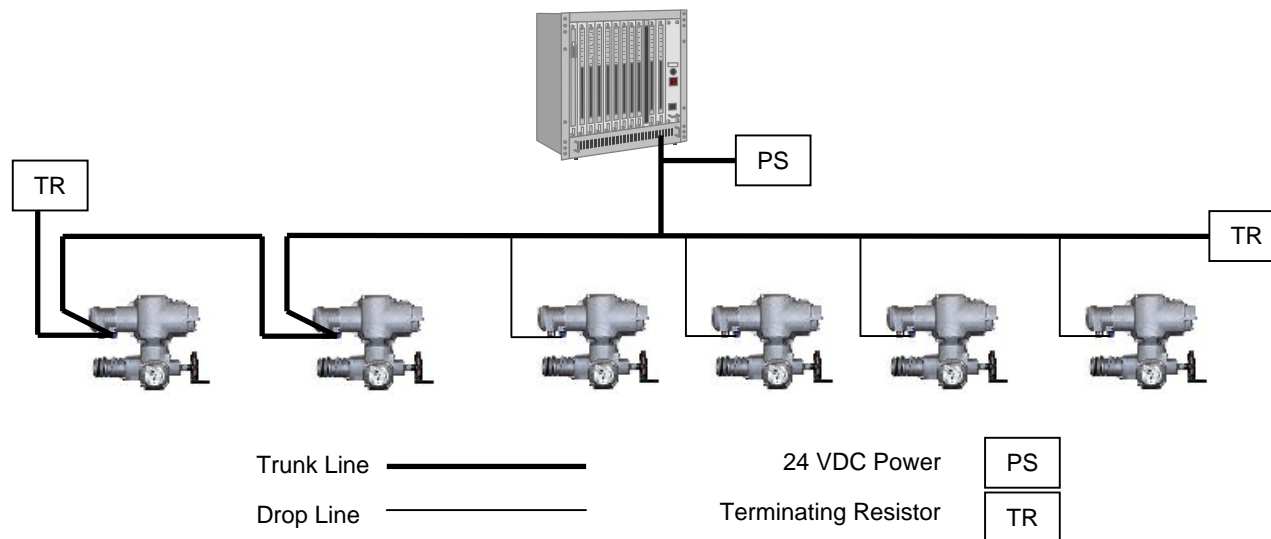 PS
TR
TR
Trunk Line
24 VDC Power
PS
Drop Line
Terminating Resistor
TR